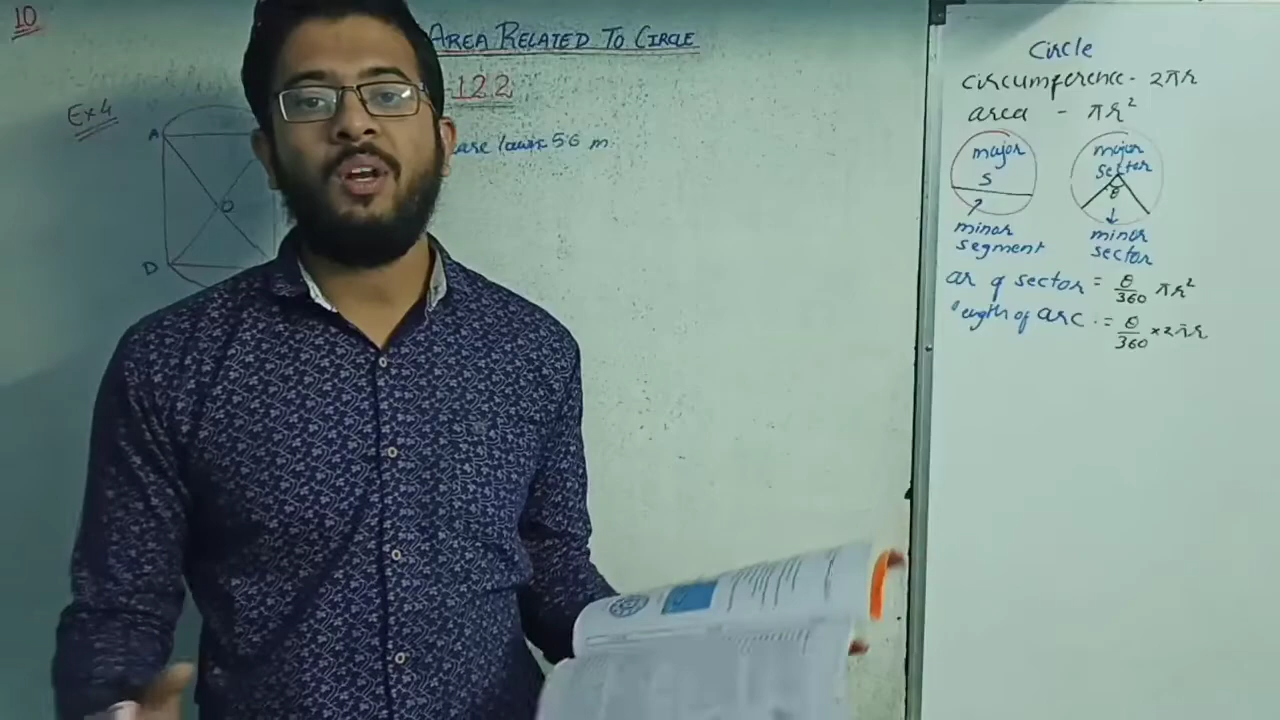 10
AREA RELATED TO CIRCLE
122
Ex 4
A
O
D
56 m
Circle
circumference - 2πr
area - πr²
major
S
minor
segment
major
sector
θ
minor
sector
ar of sector = θ/360 πr²
length of arc. = θ/360 × 2πr